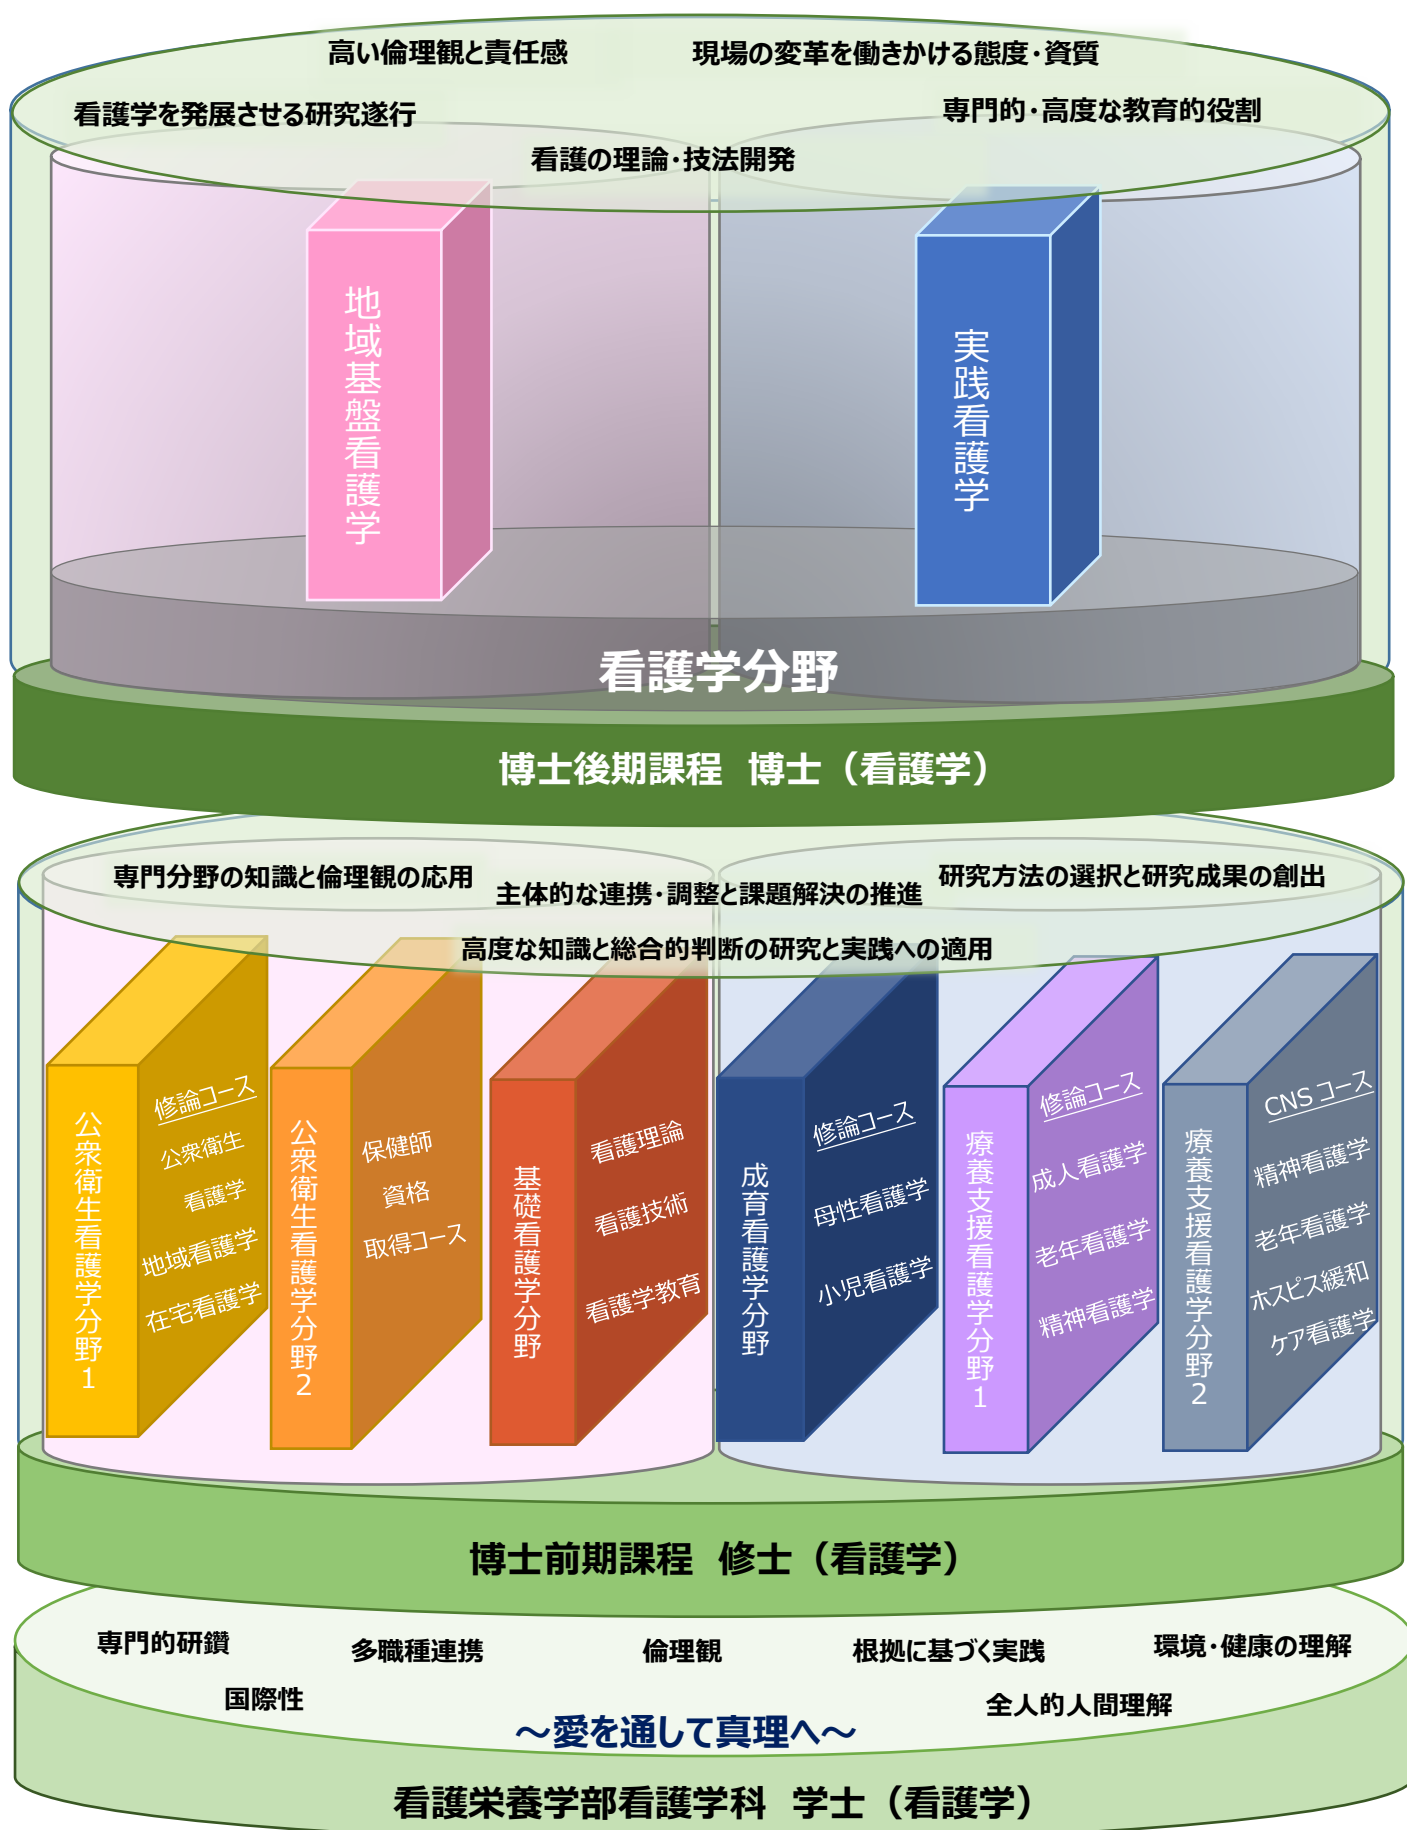 高い倫理観と責任感
現場の変革を働きかける態度・資質
看護学を発展させる研究遂行
専門的・高度な教育的役割
看護の理論・技法開発
地域基盤看護学
実践看護学
看護学分野
博士後期課程 博士（看護学）
専門分野の知識と倫理観の応用
主体的な連携・調整と課題解決の推進
研究方法の選択と研究成果の創出
高度な知識と総合的判断の研究と実践への適用
公衆衛生看護学分野1
修論コース
公衆衛生
看護学
地域看護学
在宅看護学
公衆衛生看護学分野2
保健師
資格
取得コース
基礎看護学分野
看護理論
看護技術
看護学教育
成育看護学分野
修論コース
母性看護学
小児看護学
療養支援看護学分野1
修論コース
成人看護学
老年看護学
精神看護学
療養支援看護学分野2
CNSコース
精神看護学
老年看護学
ホスピス緩和
ケア看護学
博士前期課程 修士（看護学）
専門的研鑽
多職種連携
倫理観
根拠に基づく実践
環境・健康の理解
国際性
全人的人間理解
～愛を通して真理へ～
看護栄養学部看護学科 学士（看護学）